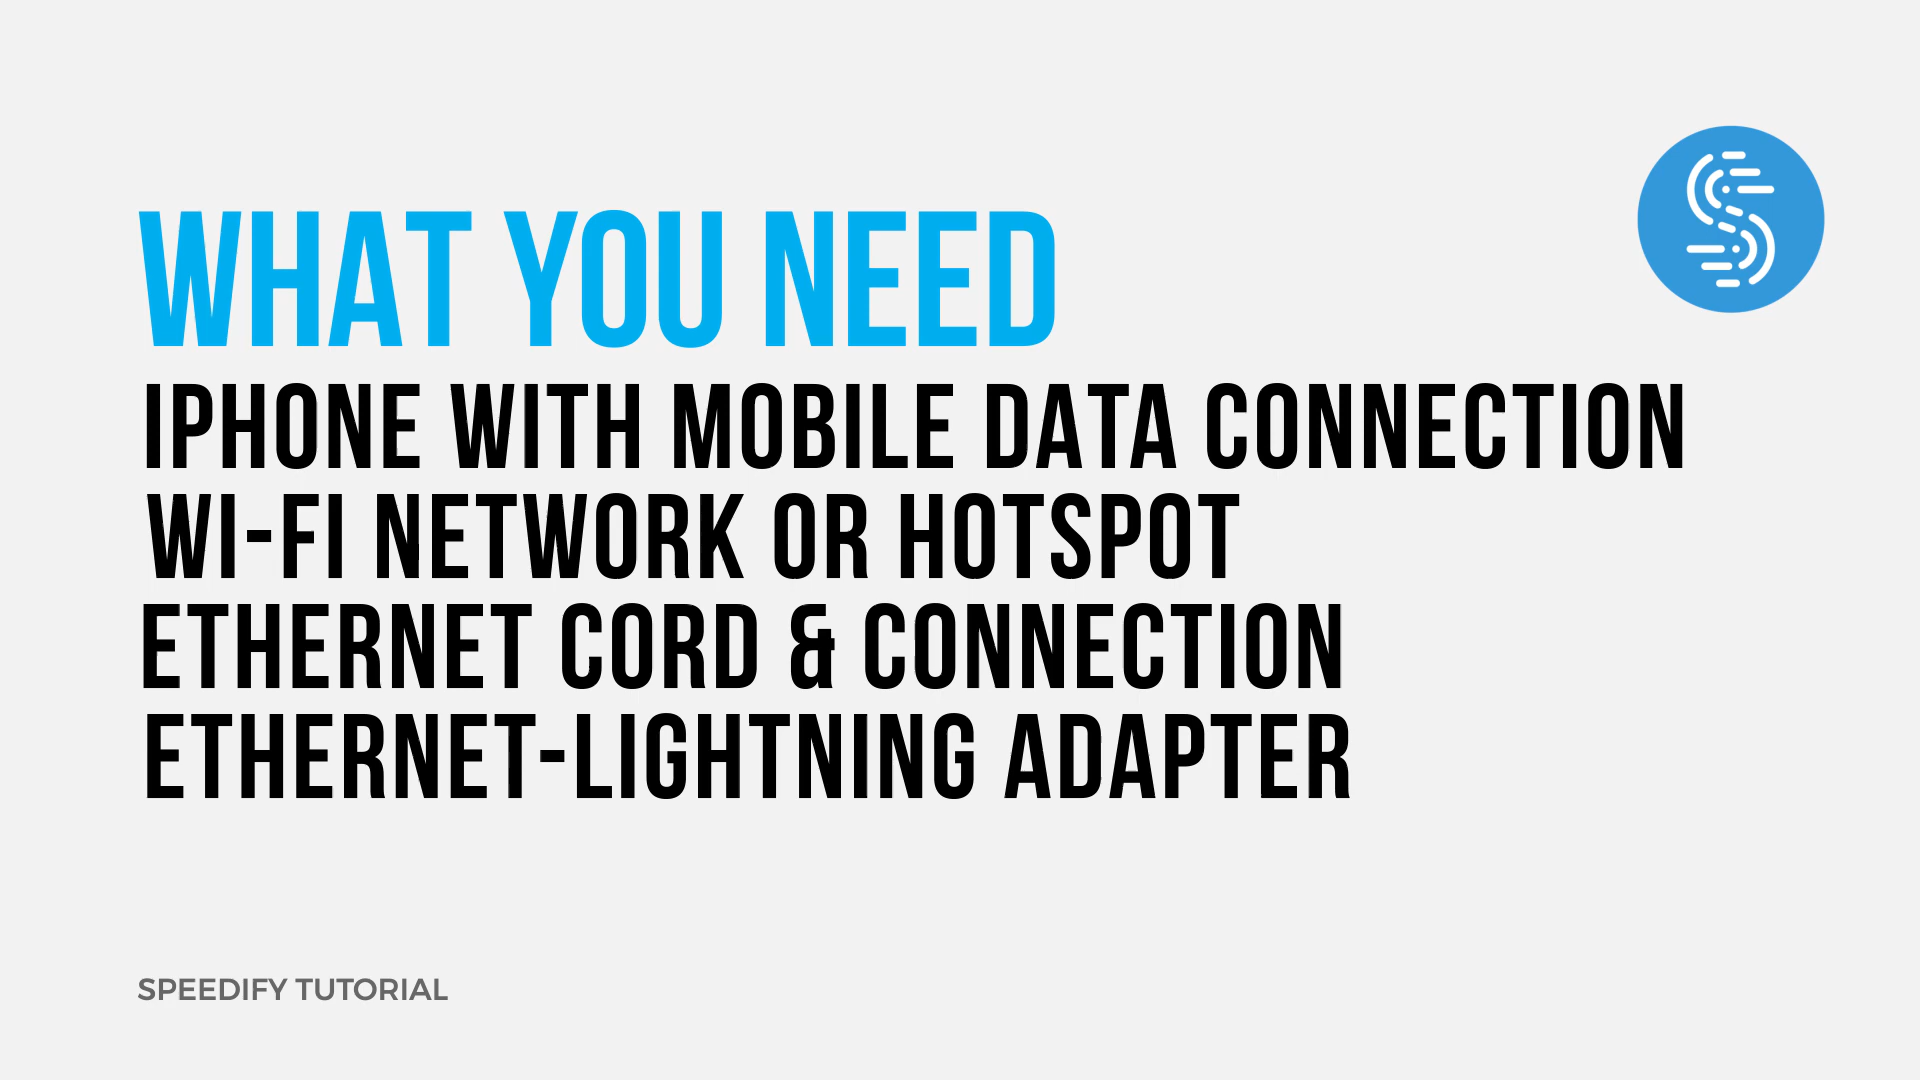 WHAT YOU NEED
IPHONE WITH MOBILE DATA CONNECTION
WI-FI NETWORK OR HOTSPOT
ETHERNET CORD & CONNECTION
ETHERNET-LIGHTNING ADAPTER
SPEEDIFY TUTORIAL